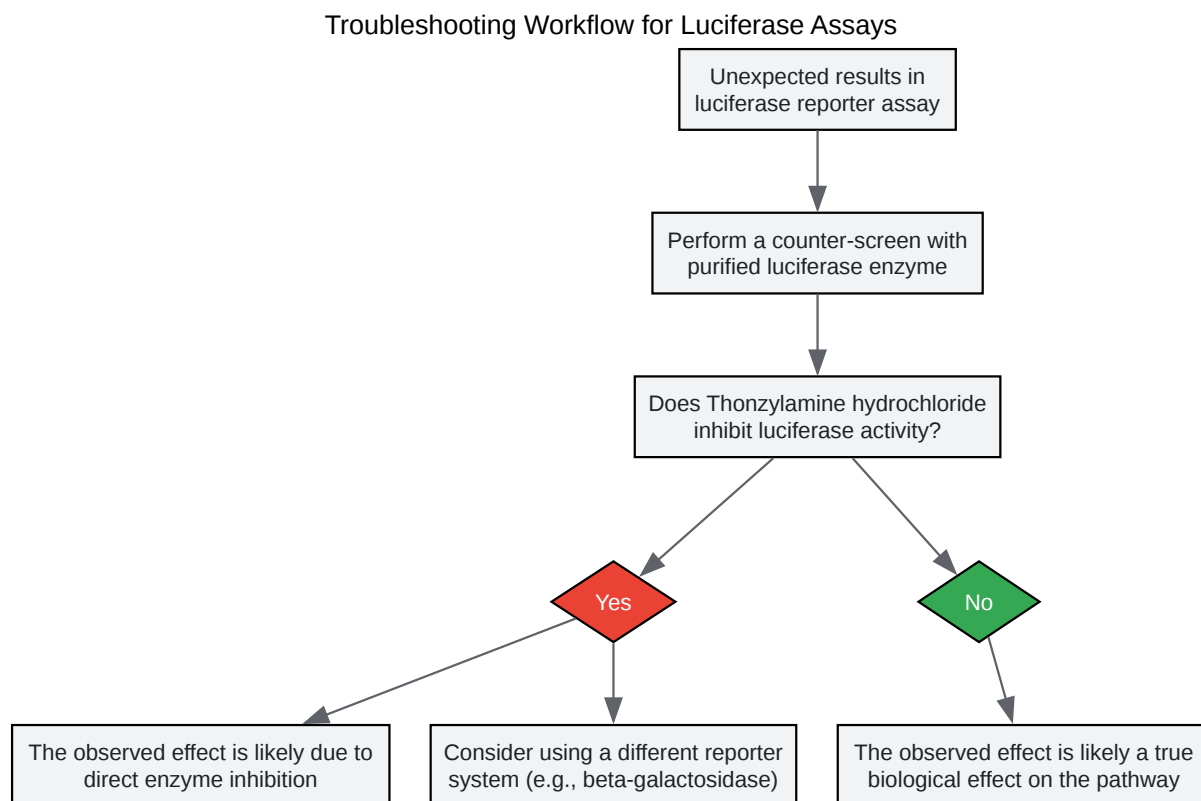 Troubleshooting Workflow for Luciferase Assays
Unexpected results in
luciferase reporter assay
Perform a counter-screen with
purified luciferase enzyme
Does Thonzylamine hydrochloride
inhibit luciferase activity?
Yes
No
The observed effect is likely due to
direct enzyme inhibition
Consider using a different reporter
system (e.g., beta-galactosidase)
The observed effect is likely a true
biological effect on the pathway